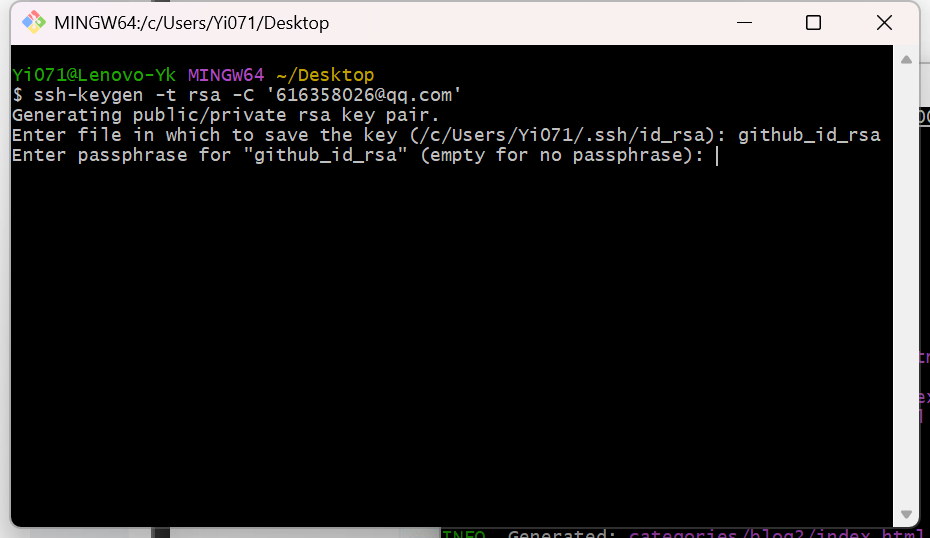 MINGW64:/c/Users/Yi071/Desktop
Yi071@Lenovo-Yk MINGW64 ~/Desktop
$ ssh-keygen -t rsa -C '616358026@qq.com'
Generating public/private rsa key pair.
Enter file in which to save the key (/c/Users/Yi071/.ssh/id_rsa): github_id_rsa
Enter passphrase for "github_id_rsa" (empty for no passphrase):
INFO Generated: categories/blog2/index.html